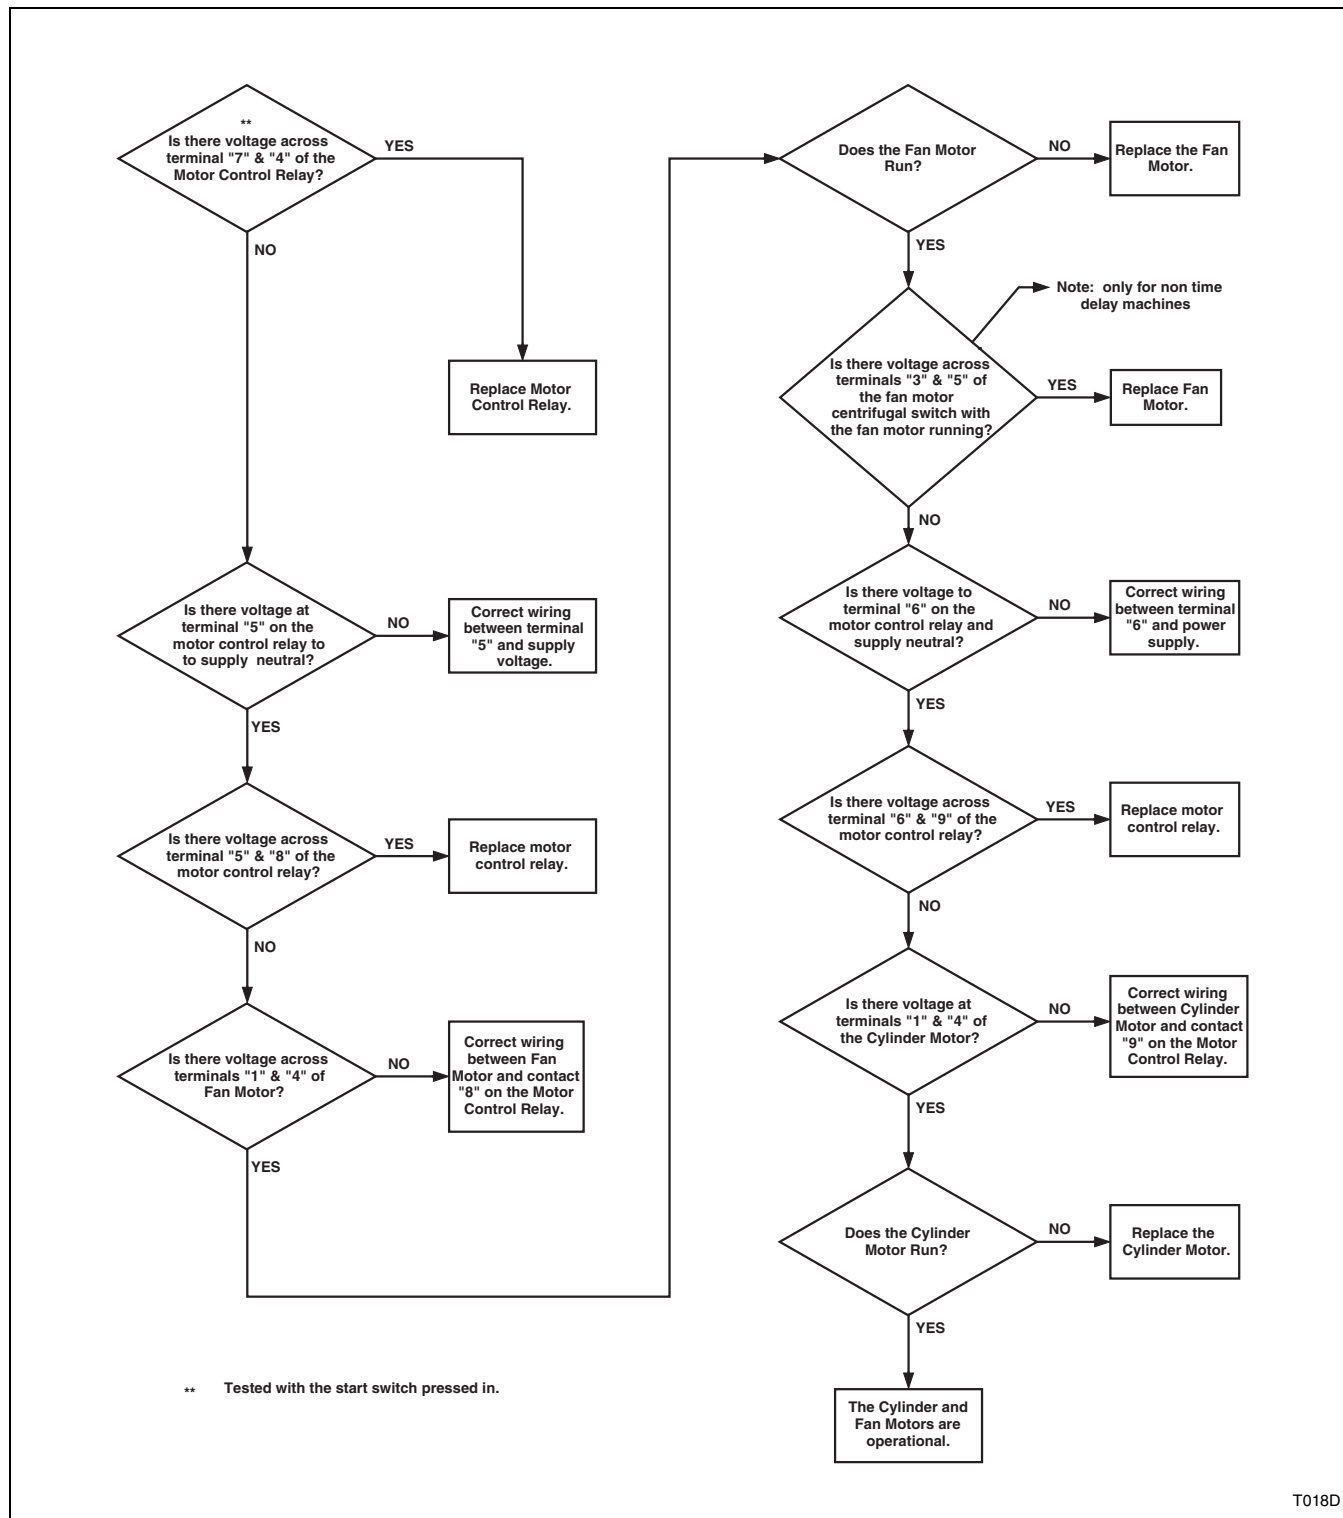 **
Is there voltage across
terminal "7" & "4" of the
Motor Control Relay?
YES
NO
Replace Motor
Control Relay.
Is there voltage at
terminal "5" on the
motor control relay to
to supply neutral?
NO
Correct wiring
between terminal
"5" and supply
voltage.
YES
Is there voltage across
terminal "5" & "8" of the
motor control relay?
YES
Replace motor
control relay.
NO
Is there voltage across
terminals "1" & "4" of
Fan Motor?
NO
Correct wiring
between Fan
Motor and contact
"8" on the Motor
Control Relay.
YES
Does the Fan Motor
Run?
NO
Replace the Fan
Motor.
YES
Note: only for non time
delay machines
Is there voltage across
terminals "3" & "5" of
the fan motor
centrifugal switch with
the fan motor running?
YES
Replace Fan
Motor.
NO
Is there voltage to
terminal "6" on the
motor control relay and
supply neutral?
NO
Correct wiring
between terminal
"6" and power
supply.
YES
Is there voltage across
terminal "6" & "9" of the
motor control relay?
YES
Replace motor
control relay.
NO
Is there voltage at
terminals "1" & "4" of
the Cylinder Motor?
NO
Correct wiring
between Cylinder
Motor and contact
"9" on the Motor
Control Relay.
YES
Does the Cylinder
Motor Run?
NO
Replace the
Cylinder Motor.
YES
The Cylinder and
Fan Motors are
operational.
** Tested with the start switch pressed in.
T018D